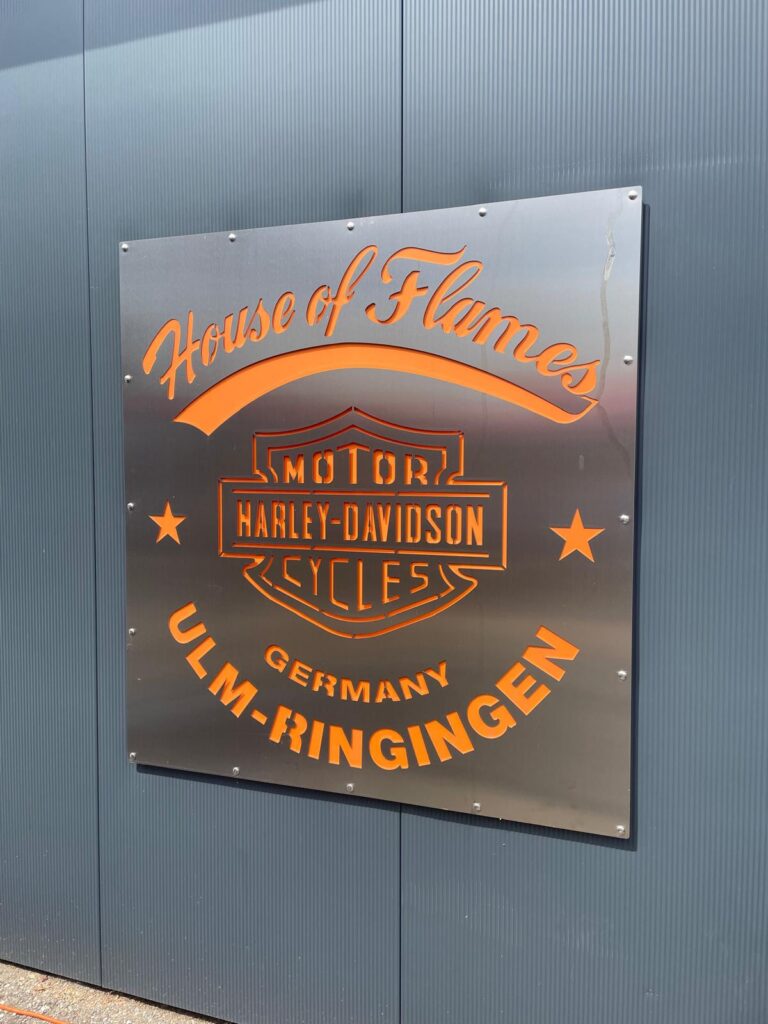 House of Flames
MOTOR
HARLEY-DAVIDSON
CYCLES
GERMANY
ULM-RINGINGEN